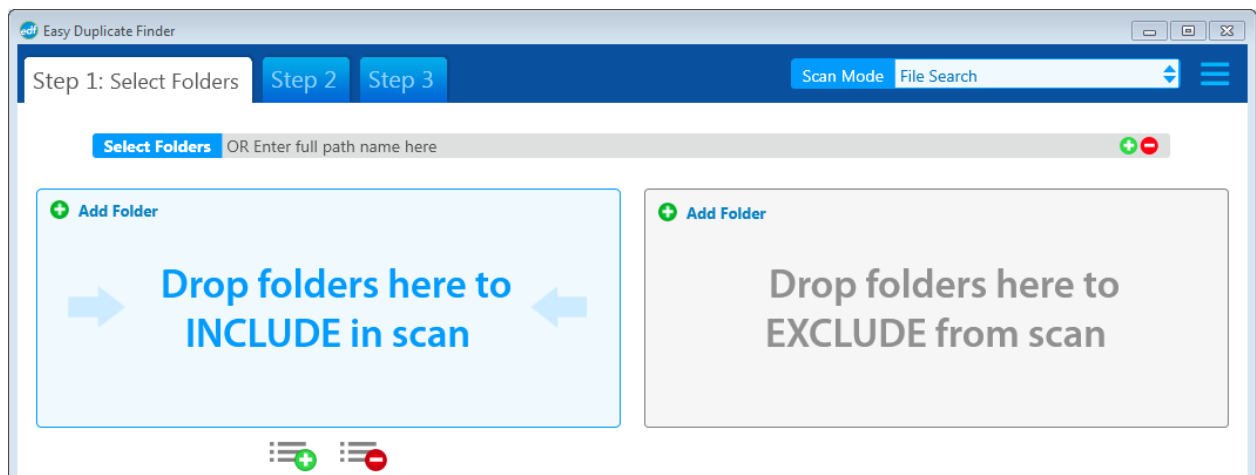 edf Easy Duplicate Finder
Step 1: Select Folders Step 2 Step 3 Scan Mode File Search
Select Folders OR Enter full path name here
Add Folder
Drop folders here to
INCLUDE in scan
Add Folder
Drop folders here to
EXCLUDE from scan